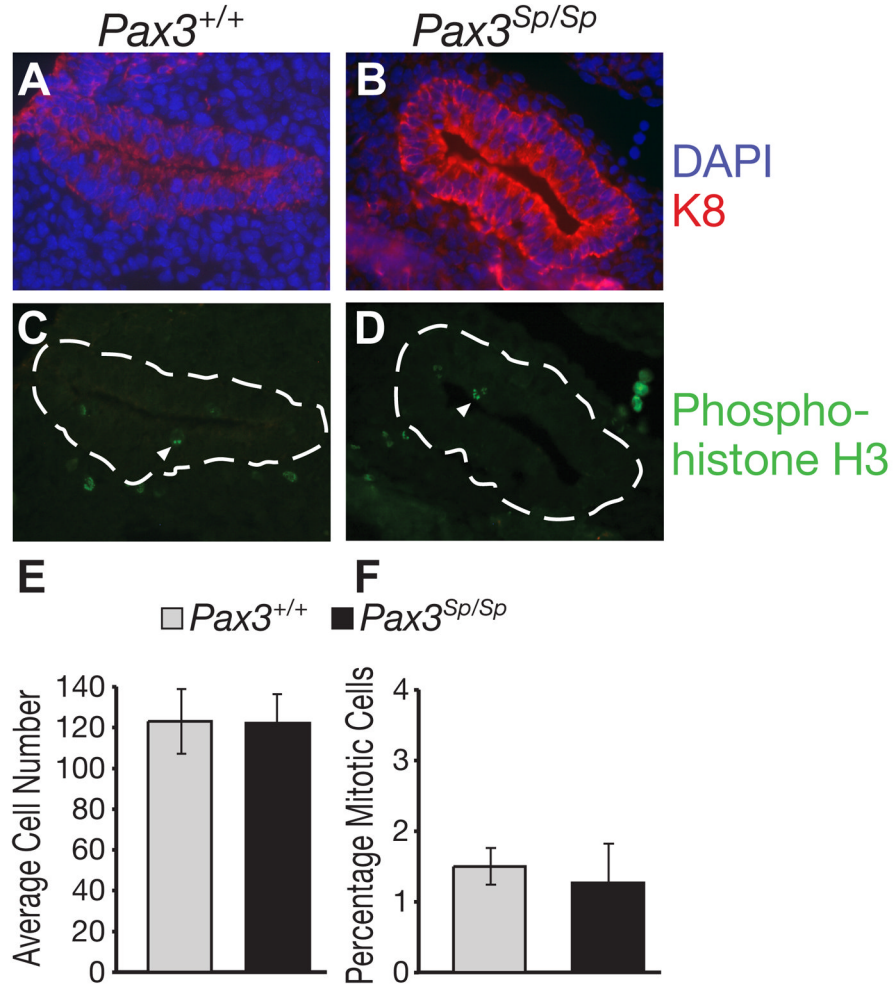 Pax3+/+ Pax3Sp/Sp
A B
DAPI
K8
C D
Phospho-
histone H3
E F
Pax3+/+ Pax3Sp/Sp
Average Cell Number
140
120
100
80
60
40
20
0
Percentage Mitotic Cells
4
3
2
1
0